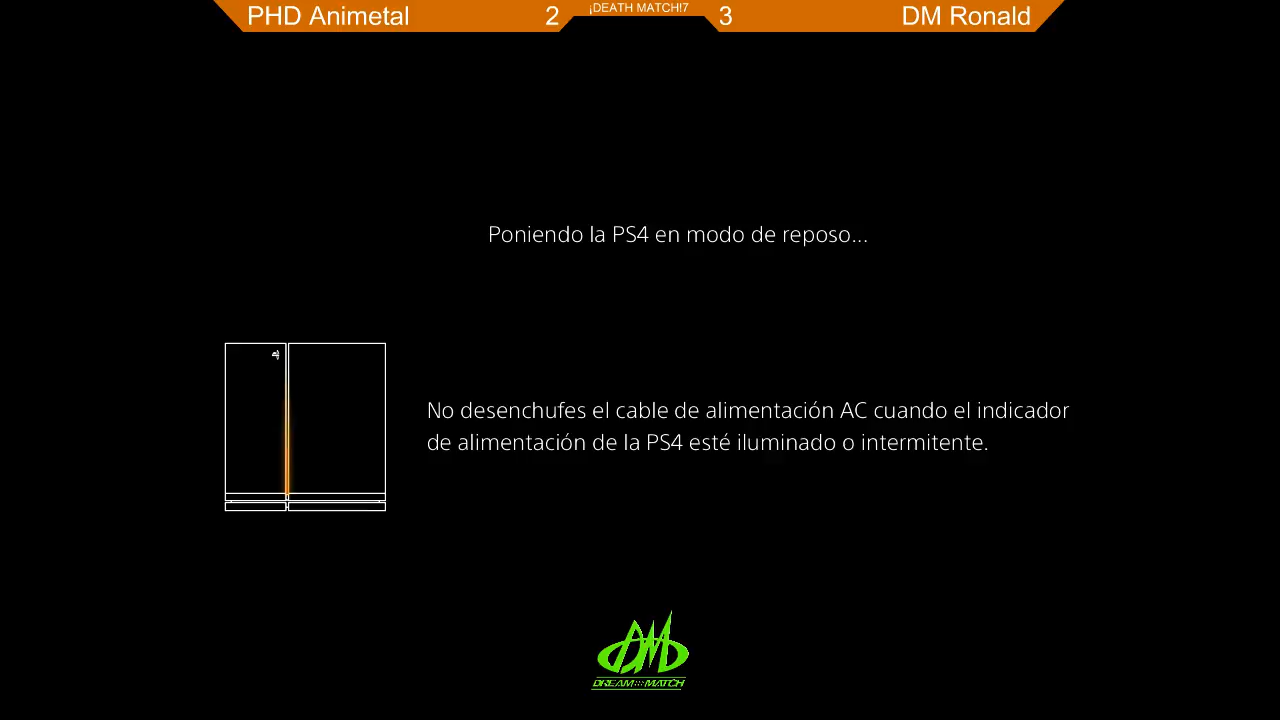 PHD Animetal 2 ¡DEATH MATCH!7 3 DM Ronald
Poniendo la PS4 en modo de reposo...
No desenchufes el cable de alimentación AC cuando el indicador
de alimentación de la PS4 esté iluminado o intermitente.
DM
DREAM:::MATCH